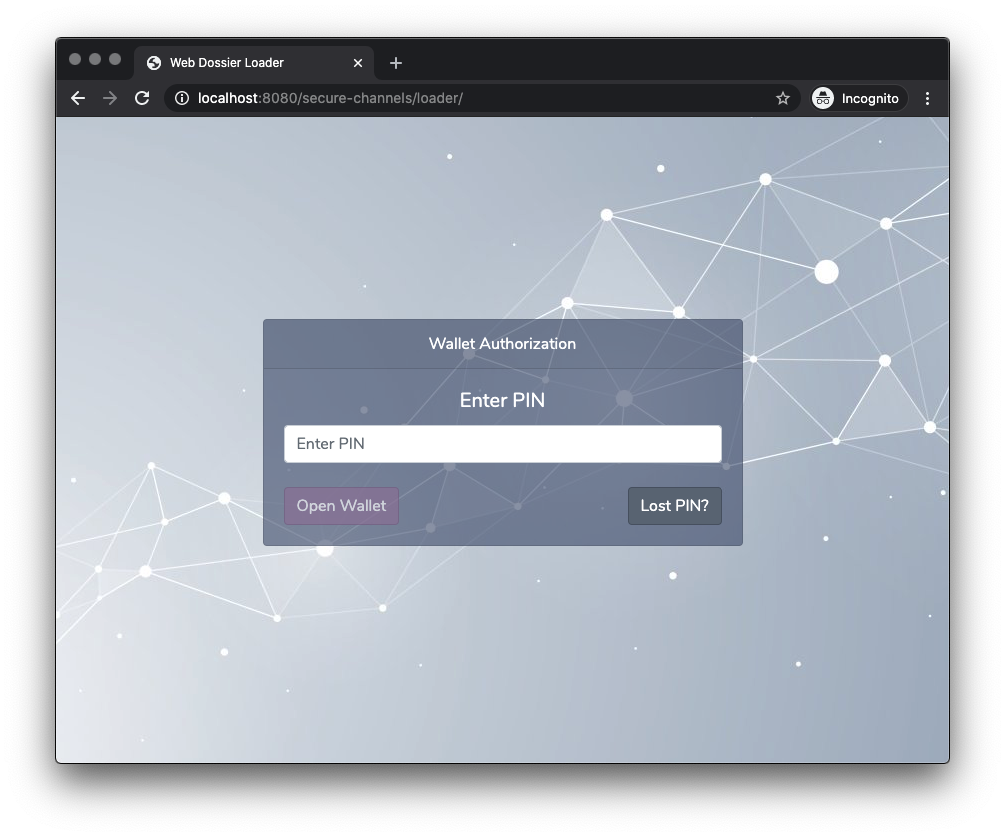 Web Dossier Loader
localhost:8080/secure-channels/loader/
Incognito
Wallet Authorization
Enter PIN
Enter PIN
Open Wallet
Lost PIN?